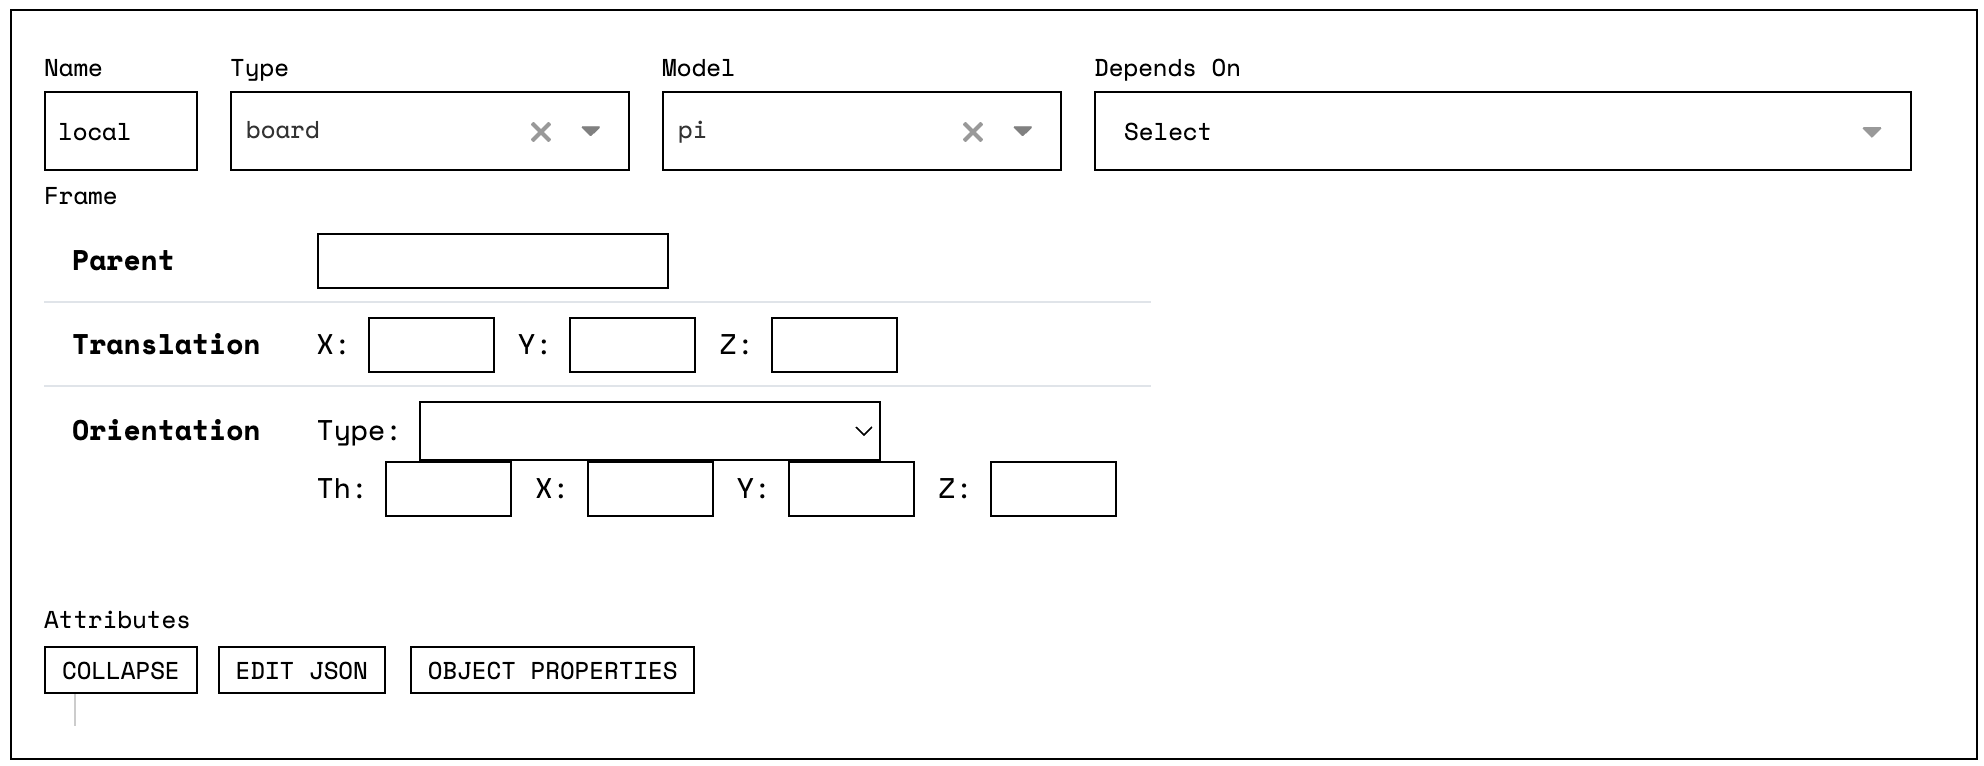 Name Type Model Depends On
local board pi Select
Frame
Parent
Translation X: Y: Z:
Orientation Type:
Th: X: Y: Z:
Attributes
COLLAPSE EDIT JSON OBJECT PROPERTIES